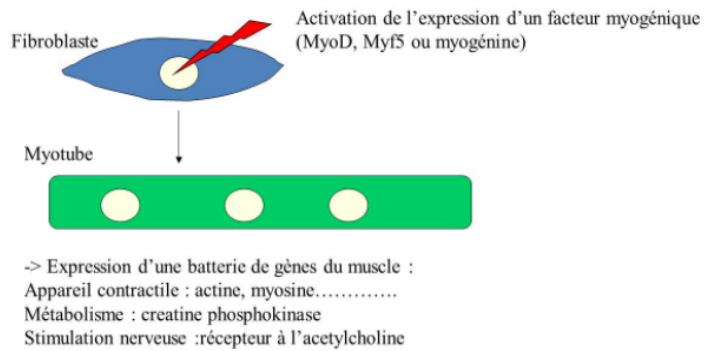 Activation de l'expression d'un facteur myogénique
(MyoD, Myf5 ou myogénine)
Fibroblaste
Myotube
-> Expression d'une batterie de gènes du muscle :
Appareil contractile : actine, myosine.............
Métabolisme : creatine phosphokinase
Stimulation nerveuse :récepteur à l'acetylcholine